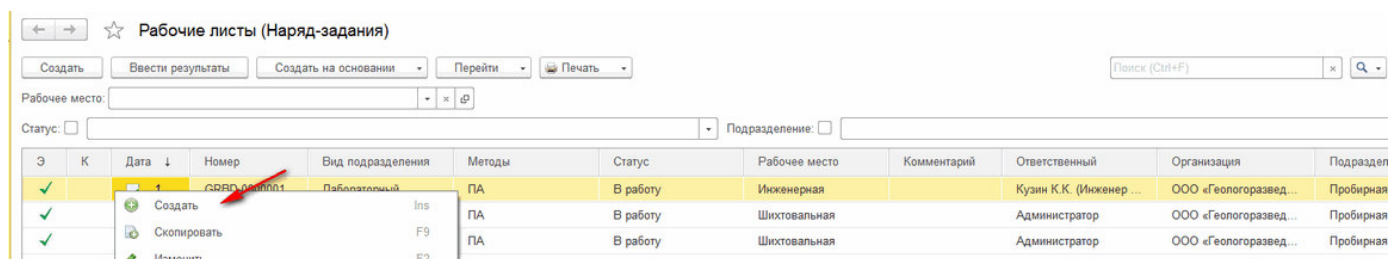 Рабочие листы (Наряд-задания)
Создать Ввести результаты Создать на основании Перейти Печать Поиск (Ctrl+F)
Рабочее место:
Статус: Подразделение:
Э К Дата ↓ Номер Вид подразделения Методы Статус Рабочее место Комментарий Ответственный Организация Подраздел
1 GRBD-0000001 Лабораторный ПА В работу Инженерная Кузин К.К. (Инженер ... ООО «Геологоразвед... Пробирная
Создать Ins ПА В работу Шихтовальная Администратор ООО «Геологоразвед... Пробирная
Скопировать F9 ПА В работу Шихтовальная Администратор ООО «Геологоразвед... Пробирная
Изменить F2